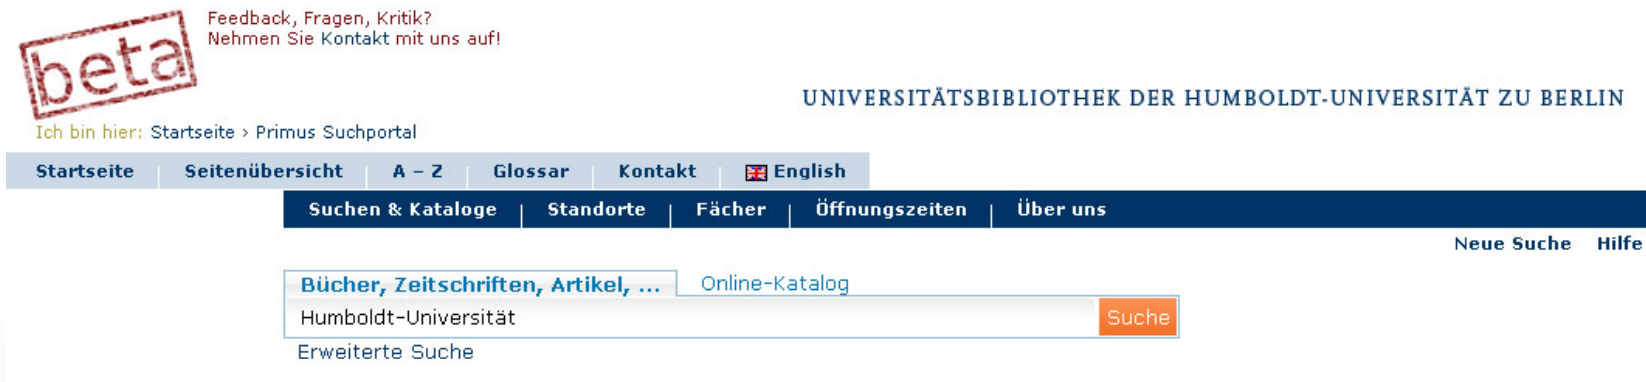 beta
Feedback, Fragen, Kritik?
Nehmen Sie Kontakt mit uns auf!
UNIVERSITÄTSBIBLIOTHEK DER HUMBOLDT-UNIVERSITÄT ZU BERLIN
Ich bin hier: Startseite › Primus Suchportal
Startseite Seitenübersicht A – Z Glossar Kontakt English
Suchen & Kataloge Standorte Fächer Öffnungszeiten Über uns
Neue Suche Hilfe
Bücher, Zeitschriften, Artikel, ... Online-Katalog
Humboldt-Universität Suche
Erweiterte Suche